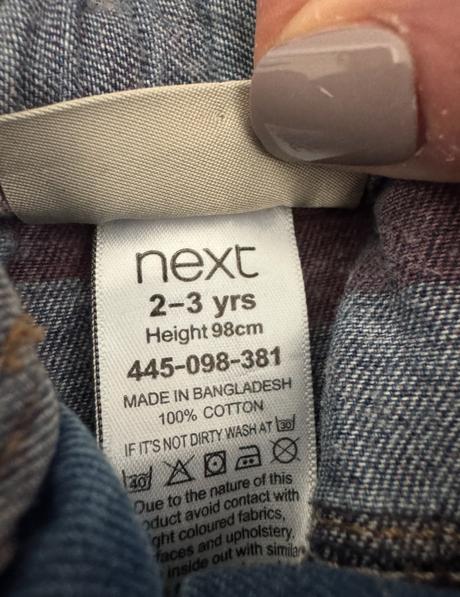 next
2-3 yrs
Height 98cm
445-098-381
MADE IN BANGLADESH
100% COTTON
IF IT'S NOT DIRTY WASH AT 30
40
Due to the nature of this
avoid contact with
coloured fabrics,
and upholstery.
inside out with similar